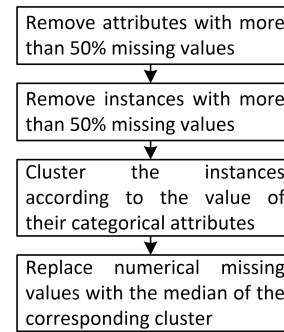 Remove attributes with more
than 50% missing values
Remove instances with more
than 50% missing values
Cluster the instances
according to the value of
their categorical attributes
Replace numerical missing
values with the median of the
corresponding cluster